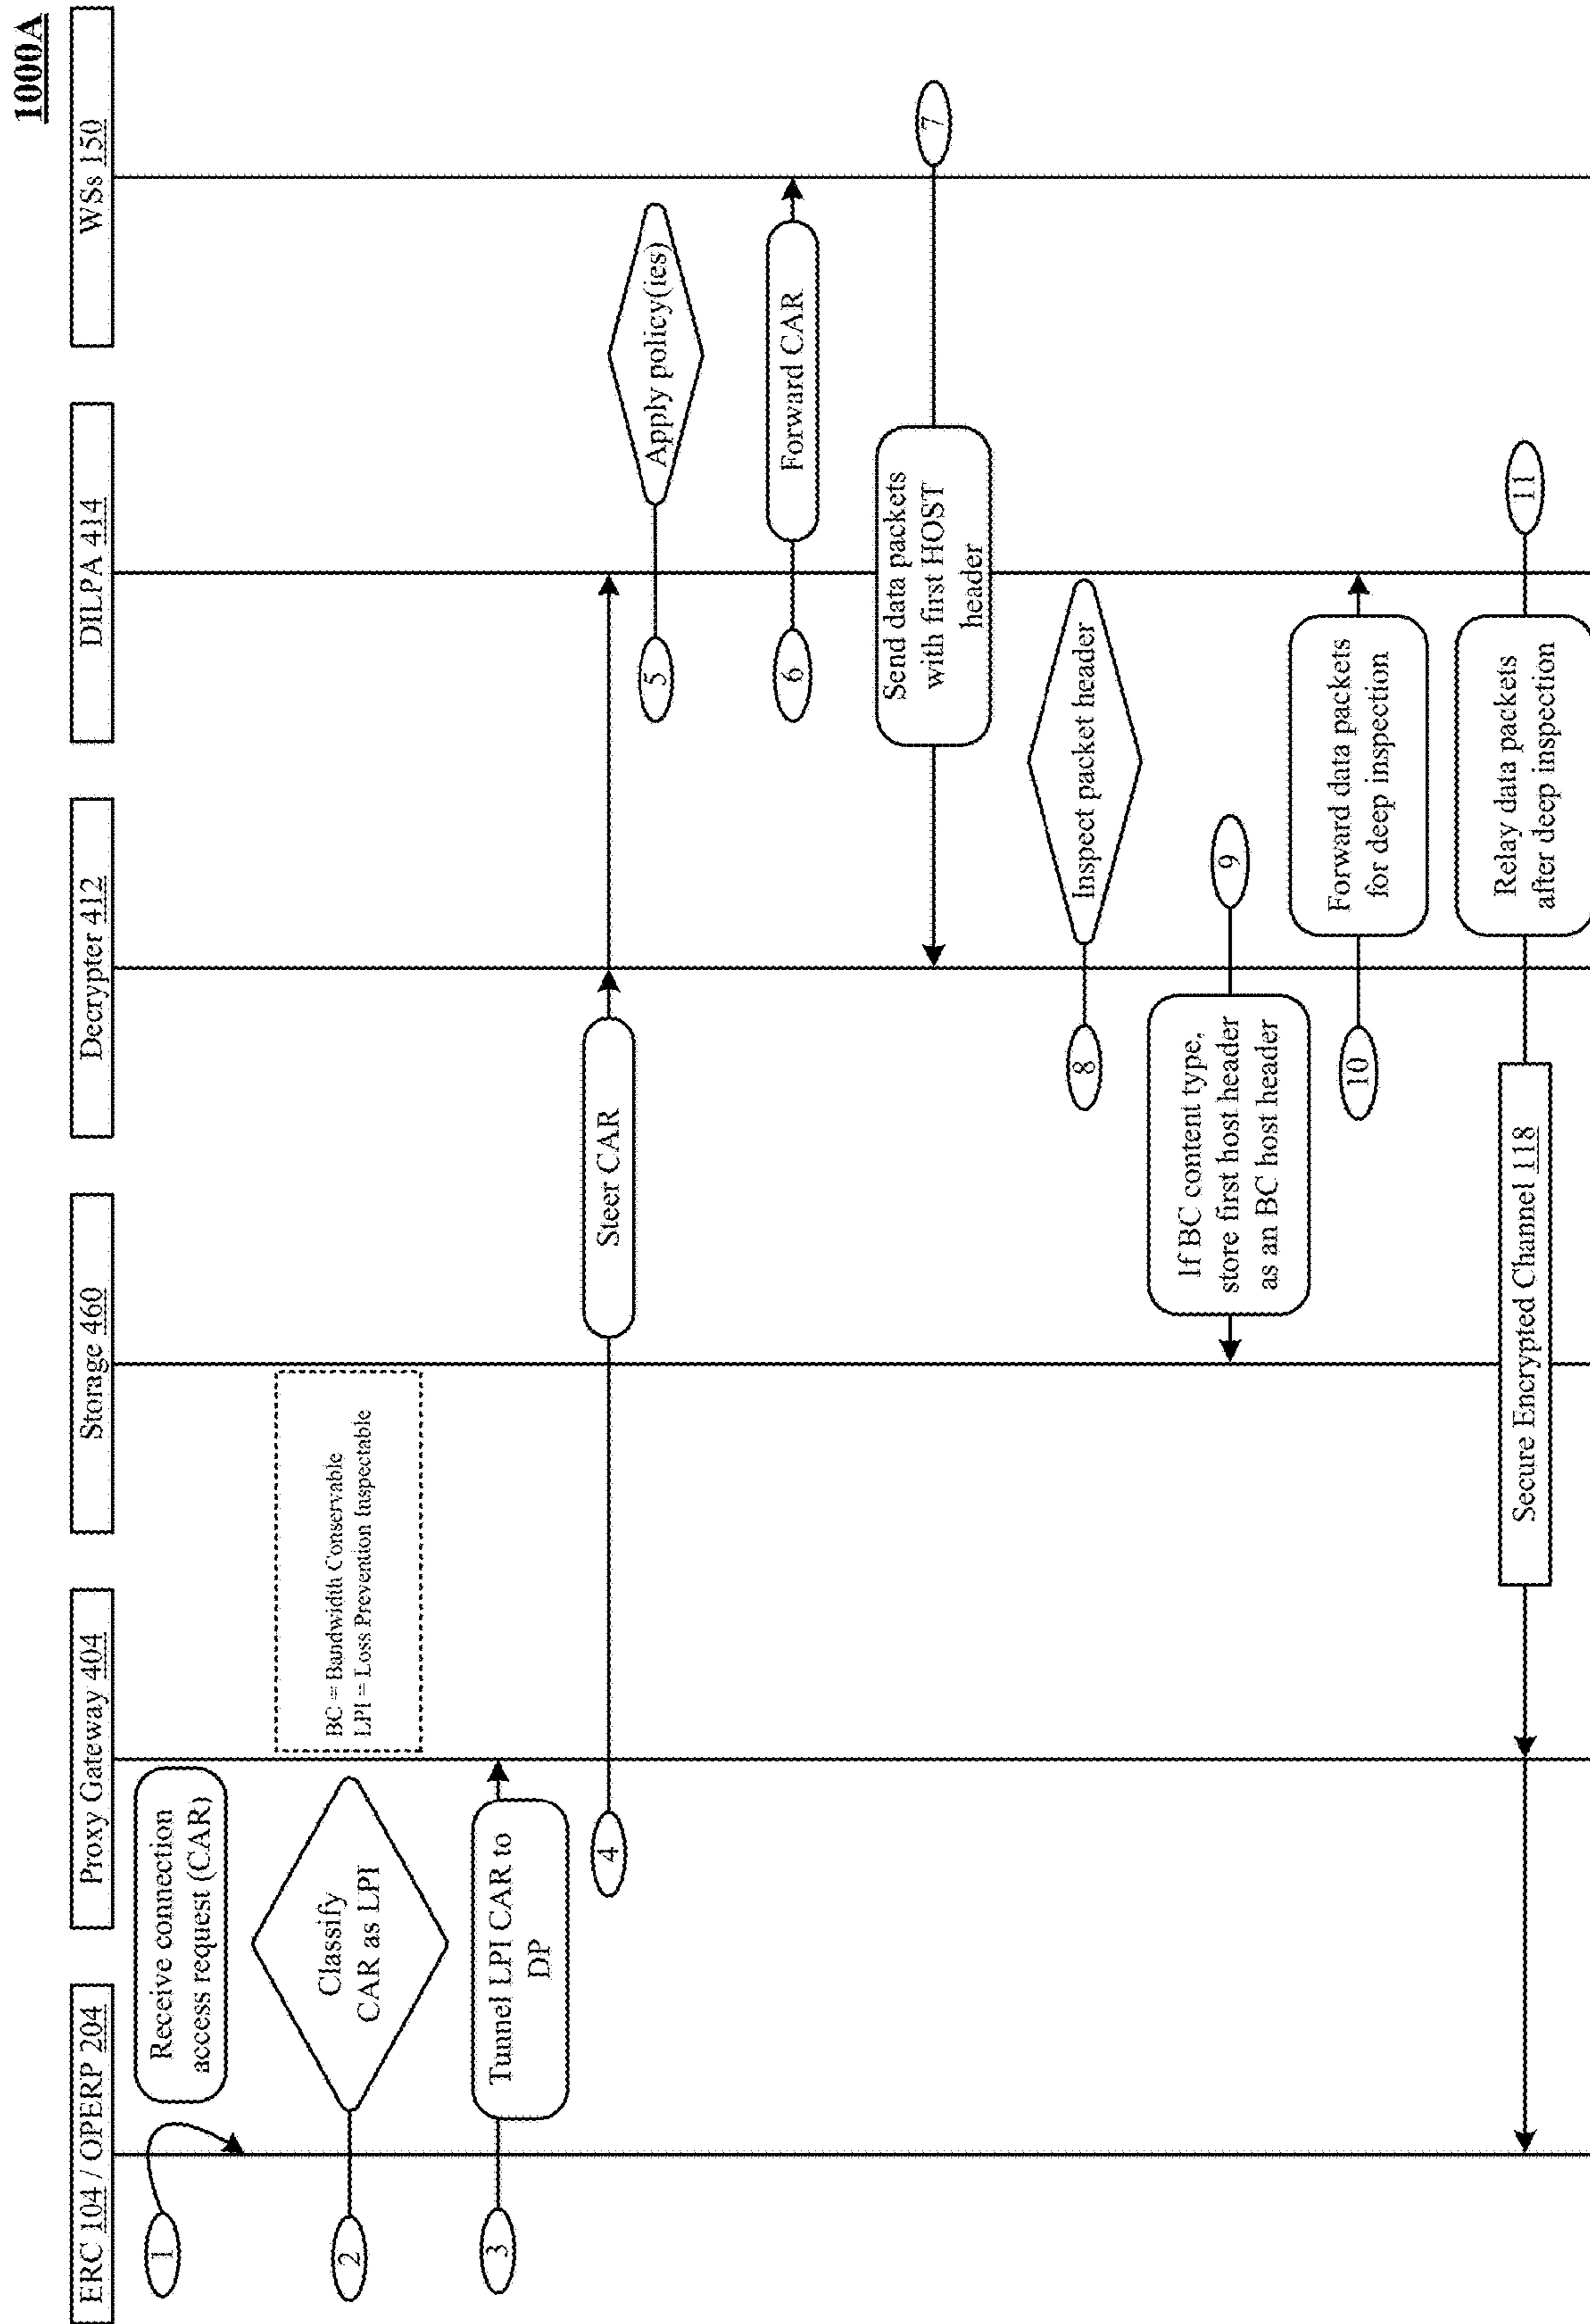 1000A
ERC 104 / OPERP 204
Proxy Gateway 404
Storage 460
Decrypter 412
DILPA 414
WSs 150
1
Receive connection
access request (CAR)
2
Classify
CAR as LPI
BC = Bandwidth Conservable
LPI = Loss Prevention Inspectable
3
Tunnel LPI CAR to
DP
4
Steer CAR
5
Apply policy(ies)
6
Forward CAR
7
Send data packets
with first HOST
header
8
Inspect packet header
9
If BC content type,
store first host header
as an BC host header
10
Forward data packets
for deep inspection
11
Relay data packets
after deep inspection
Secure Encrypted Channel 118